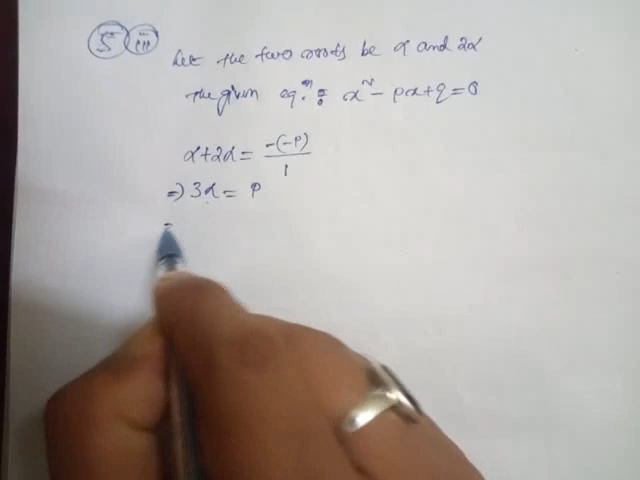 5 iii
Let the two roots be α and 2α
The given eqn.: x² - px + q = 0
α + 2α = -(-p)/1
⇒ 3α = p